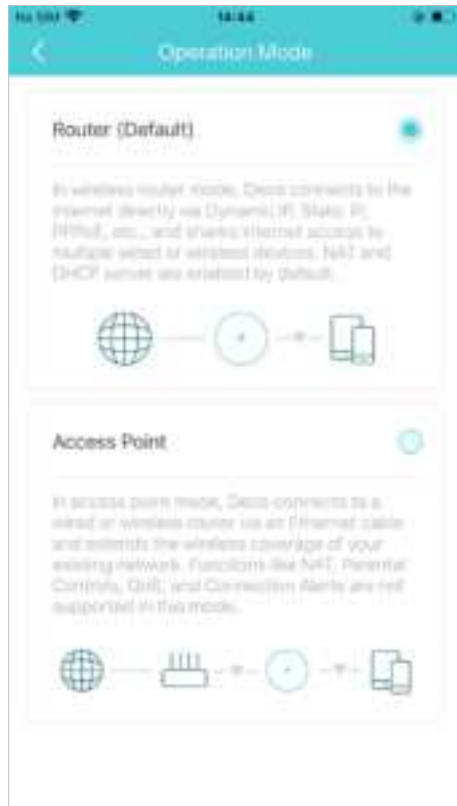 No SIM 14:44
Operation Mode
Router (Default)
In wireless router mode, Deco connects to the
internet directly via Dynamic IP, Static IP,
PPPoE, etc., and shares internet access to
multiple wired or wireless devices. NAT and
DHCP server are enabled by default.
Access Point
In access point mode, Deco connects to a
wired or wireless router via an Ethernet cable
and extends the wireless coverage of your
existing network. Functions like NAT, Parental
Controls, QoS, and Connection Alerts are not
supported in this mode.